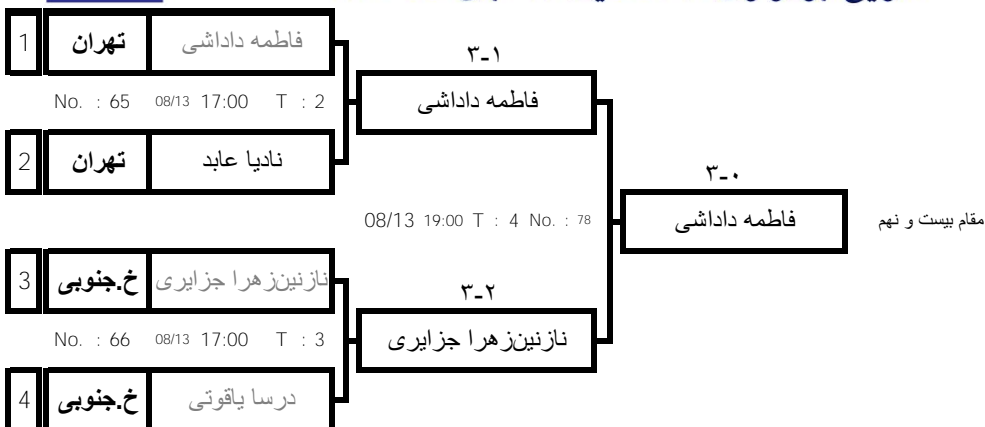 1 تهران فاطمه داداشی
۳-۱
No. : 65 08/13 17:00 T : 2
فاطمه داداشی
2 تهران نادیا عابد
۳-۰
08/13 19:00 T : 4 No. : 78
فاطمه داداشی
مقام بیست و نهم
3 خ.جنوبی نازنین‌زهرا جزایری
۳-۲
No. : 66 08/13 17:00 T : 3
نازنین‌زهرا جزایری
4 خ.جنوبی درسا یاقوتی